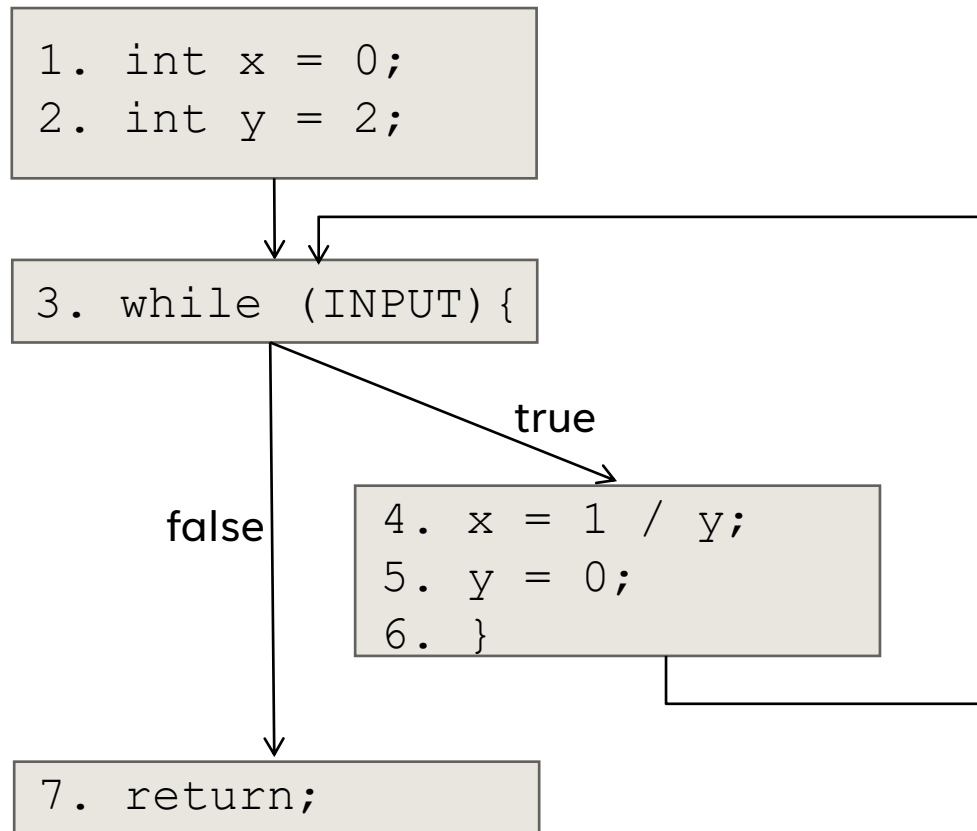 1. int x = 0;
2. int y = 2;
3. while (INPUT){
true
false
4. x = 1 / y;
5. y = 0;
6. }
7. return;